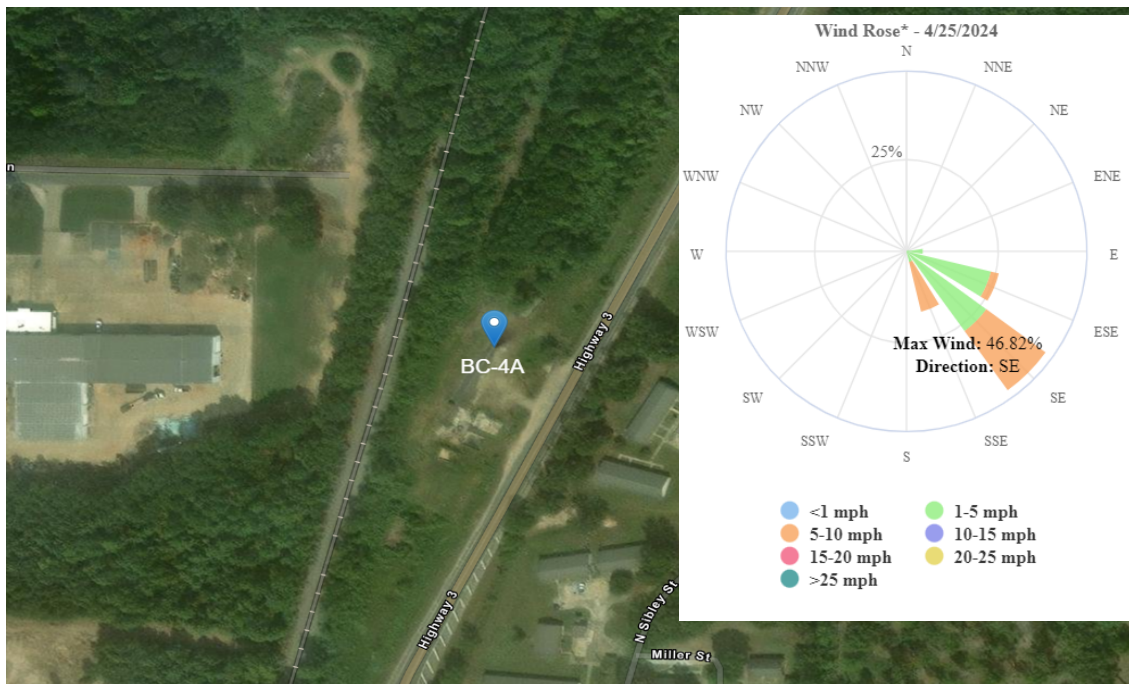 n
BC-4A
Highway 3
Highway 3
N Sibley St
Miller St
Wind Rose* - 4/25/2024
N
NNW
NNE
NW
NE
25%
WNW
ENE
W
E
WSW
ESE
Max Wind: 46.82%
Direction: SE
SW
SE
SSW
SSE
S
<1 mph
1-5 mph
5-10 mph
10-15 mph
15-20 mph
20-25 mph
>25 mph